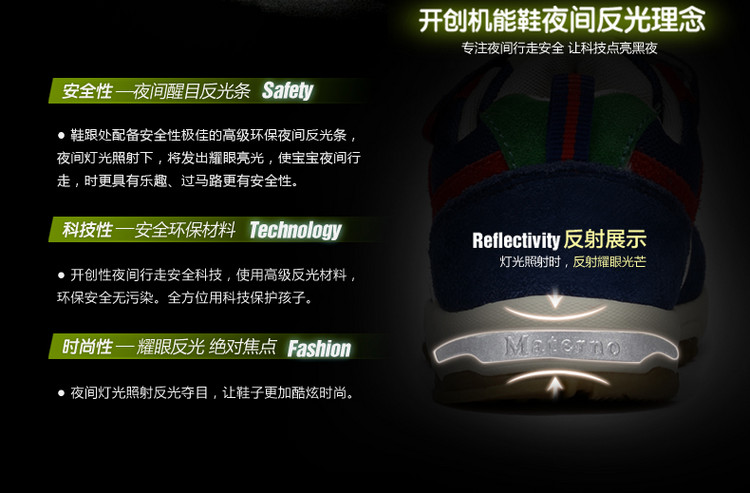 开创机能鞋夜间反光理念
专注夜间行走安全 让科技点亮黑夜
安全性 — 夜间醒目反光条 Safety
● 鞋跟处配备安全性极佳的高级环保夜间反光条，
夜间灯光照射下，将发出耀眼亮光，使宝宝夜间行
走，时更具有乐趣、过马路更有安全性。
科技性 — 安全环保材料 Technology
● 开创性夜间行走安全科技，使用高级反光材料，
环保安全无污染。全方位用科技保护孩子。
时尚性 — 耀眼反光 绝对焦点 Fashion
● 夜间灯光照射反光夺目，让鞋子更加酷炫时尚。
Reflectivity 反射展示
灯光照射时，反射耀眼光芒
Materno